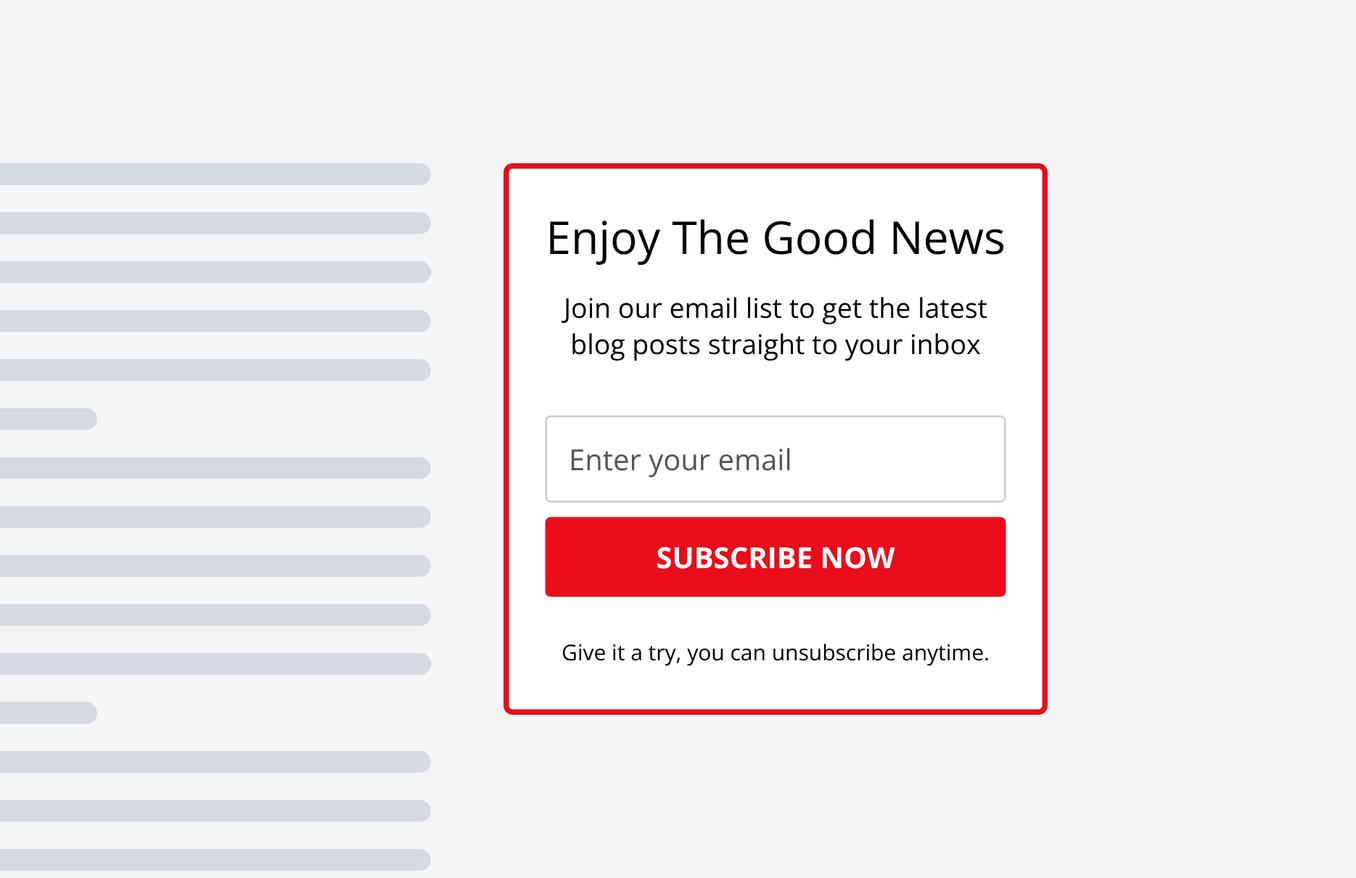 Enjoy The Good News
Join our email list to get the latest
blog posts straight to your inbox
Enter your email
SUBSCRIBE NOW
Give it a try, you can unsubscribe anytime.